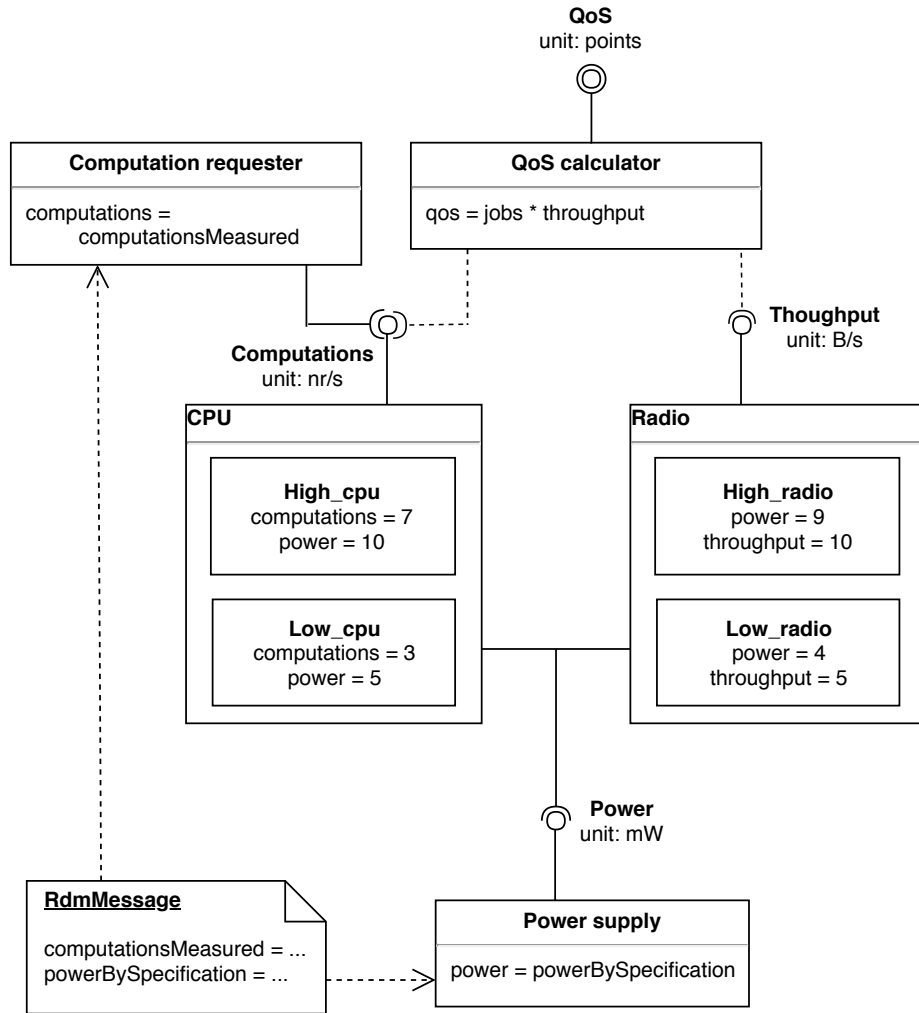 QoS
unit: points
Computation requester
computations =
computationsMeasured
QoS calculator
qos = jobs * throughput
Computations
unit: nr/s
Thoughput
unit: B/s
CPU
High_cpu
computations = 7
power = 10
Low_cpu
computations = 3
power = 5
Radio
High_radio
power = 9
throughput = 10
Low_radio
power = 4
throughput = 5
Power
unit: mW
RdmMessage
computationsMeasured = ...
powerBySpecification = ...
Power supply
power = powerBySpecification